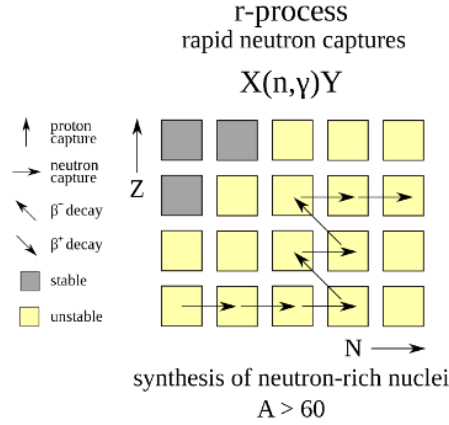 r-process
rapid neutron captures
X(n,γ)Y
proton
capture
neutron
capture
β⁻ decay
β⁺ decay
stable
unstable
Z
N
synthesis of neutron-rich nuclei
A > 60